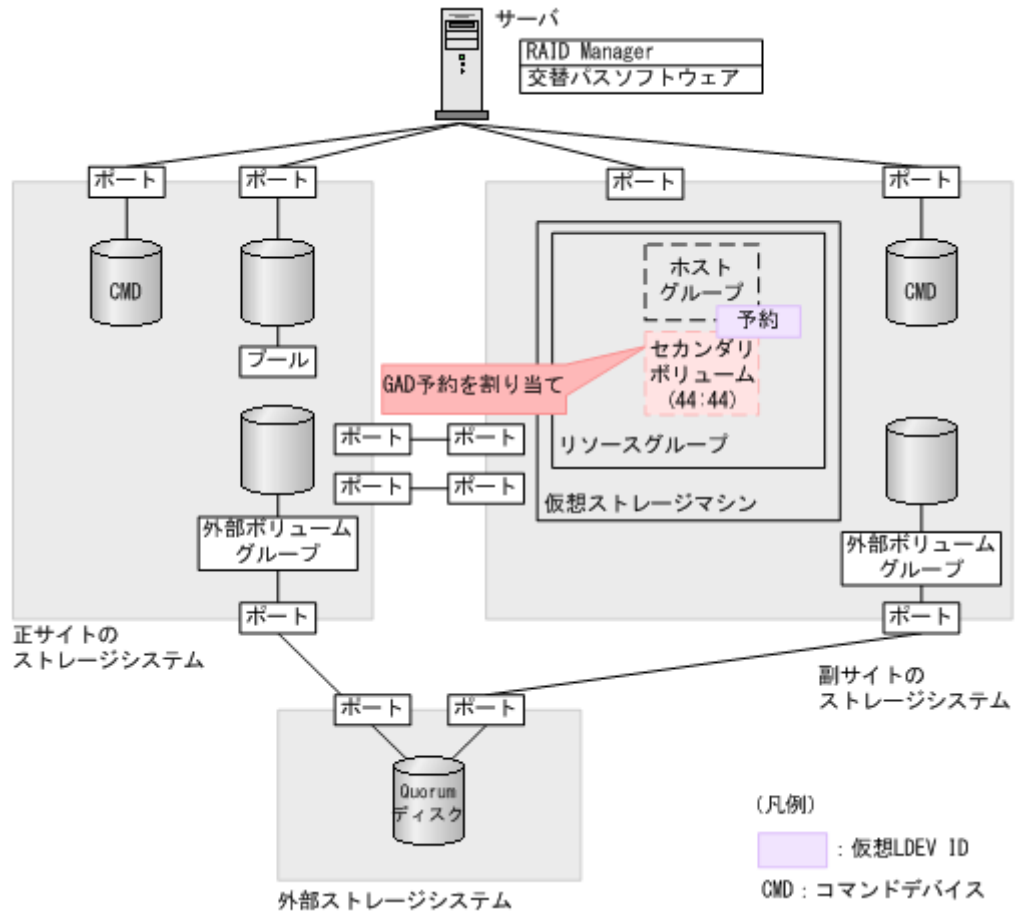 サーバ
RAID Manager
交替パスソフトウェア
ポート
ポート
ポート
ポート
CMD
プール
ホスト
グループ
予約
セカンダリ
ボリューム
(44:44)
CMD
GAD予約を割り当て
ポート
ポート
ポート
ポート
リソースグループ
仮想ストレージマシン
外部ボリューム
グループ
外部ボリューム
グループ
ポート
ポート
正サイトの
ストレージシステム
副サイトの
ストレージシステム
ポート
ポート
Quorum
ディスク
外部ストレージシステム
(凡例)
：仮想LDEV ID
CMD：コマンドデバイス